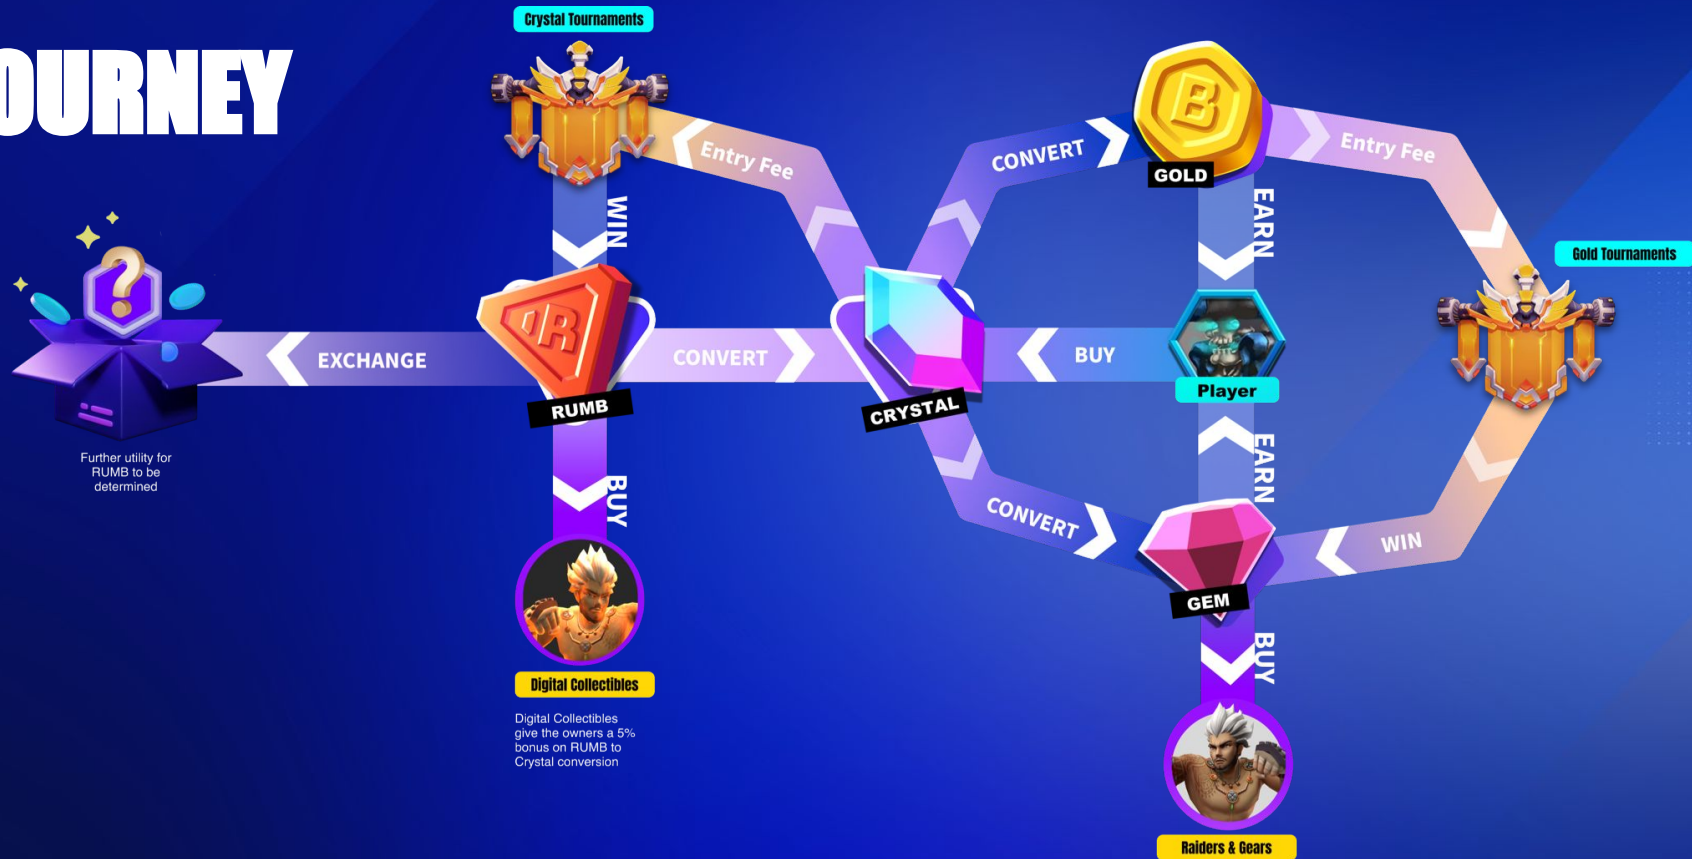 Crystal Tournaments
OURNEY
Entry Fee
CONVERT
B
GOLD
Entry Fee
WIN
EARN
Gold Tournaments
?
R
EXCHANGE
CONVERT
BUY
Player
RUMB
CRYSTAL
Further utility for
RUMB to be
determined
BUY
EARN
CONVERT
WIN
GEM
BUY
Digital Collectibles
Digital Collectibles
give the owners a 5%
bonus on RUMB to
Crystal conversion
Raiders & Gears